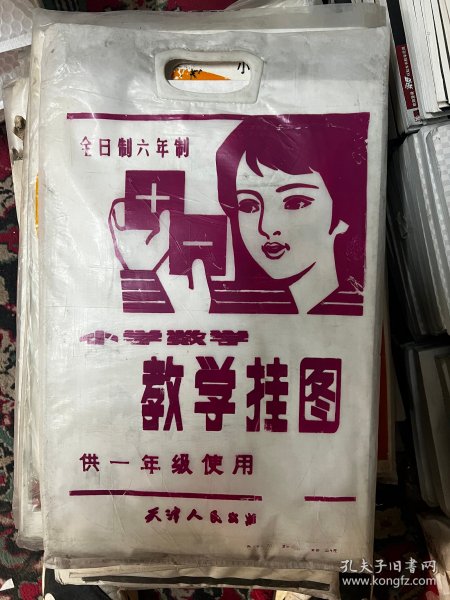 小
全日制六年制
+
−
小学数学
教学挂图
供一年级使用
天津人民出版
孔夫子旧书网
www.kongfz.com